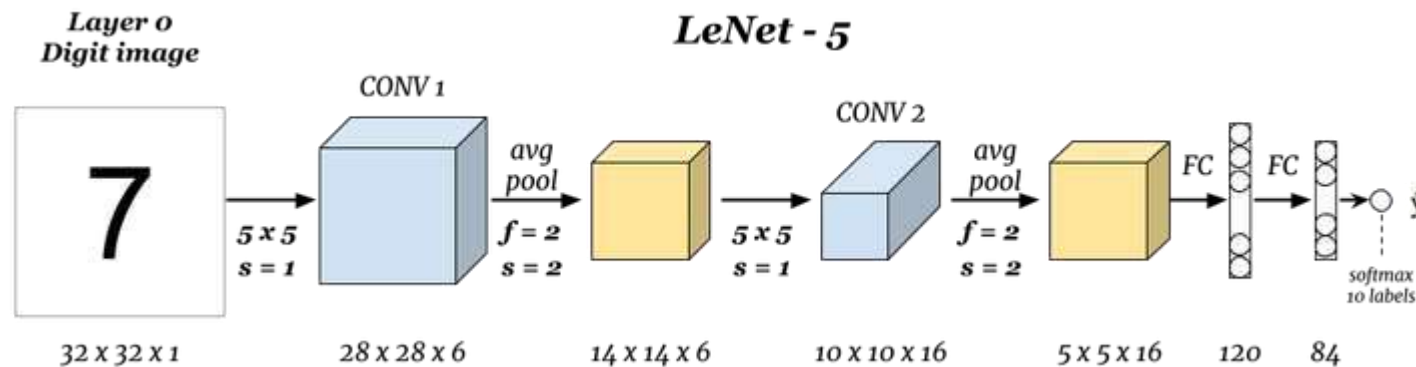 Layer 0
Digit image
LeNet - 5
7
CONV 1
CONV 2
avg
pool
avg
pool
FC
FC
5 x 5
s = 1
f = 2
s = 2
5 x 5
s = 1
f = 2
s = 2
softmax
10 labels
32 x 32 x 1
28 x 28 x 6
14 x 14 x 6
10 x 10 x 16
5 x 5 x 16
120
84